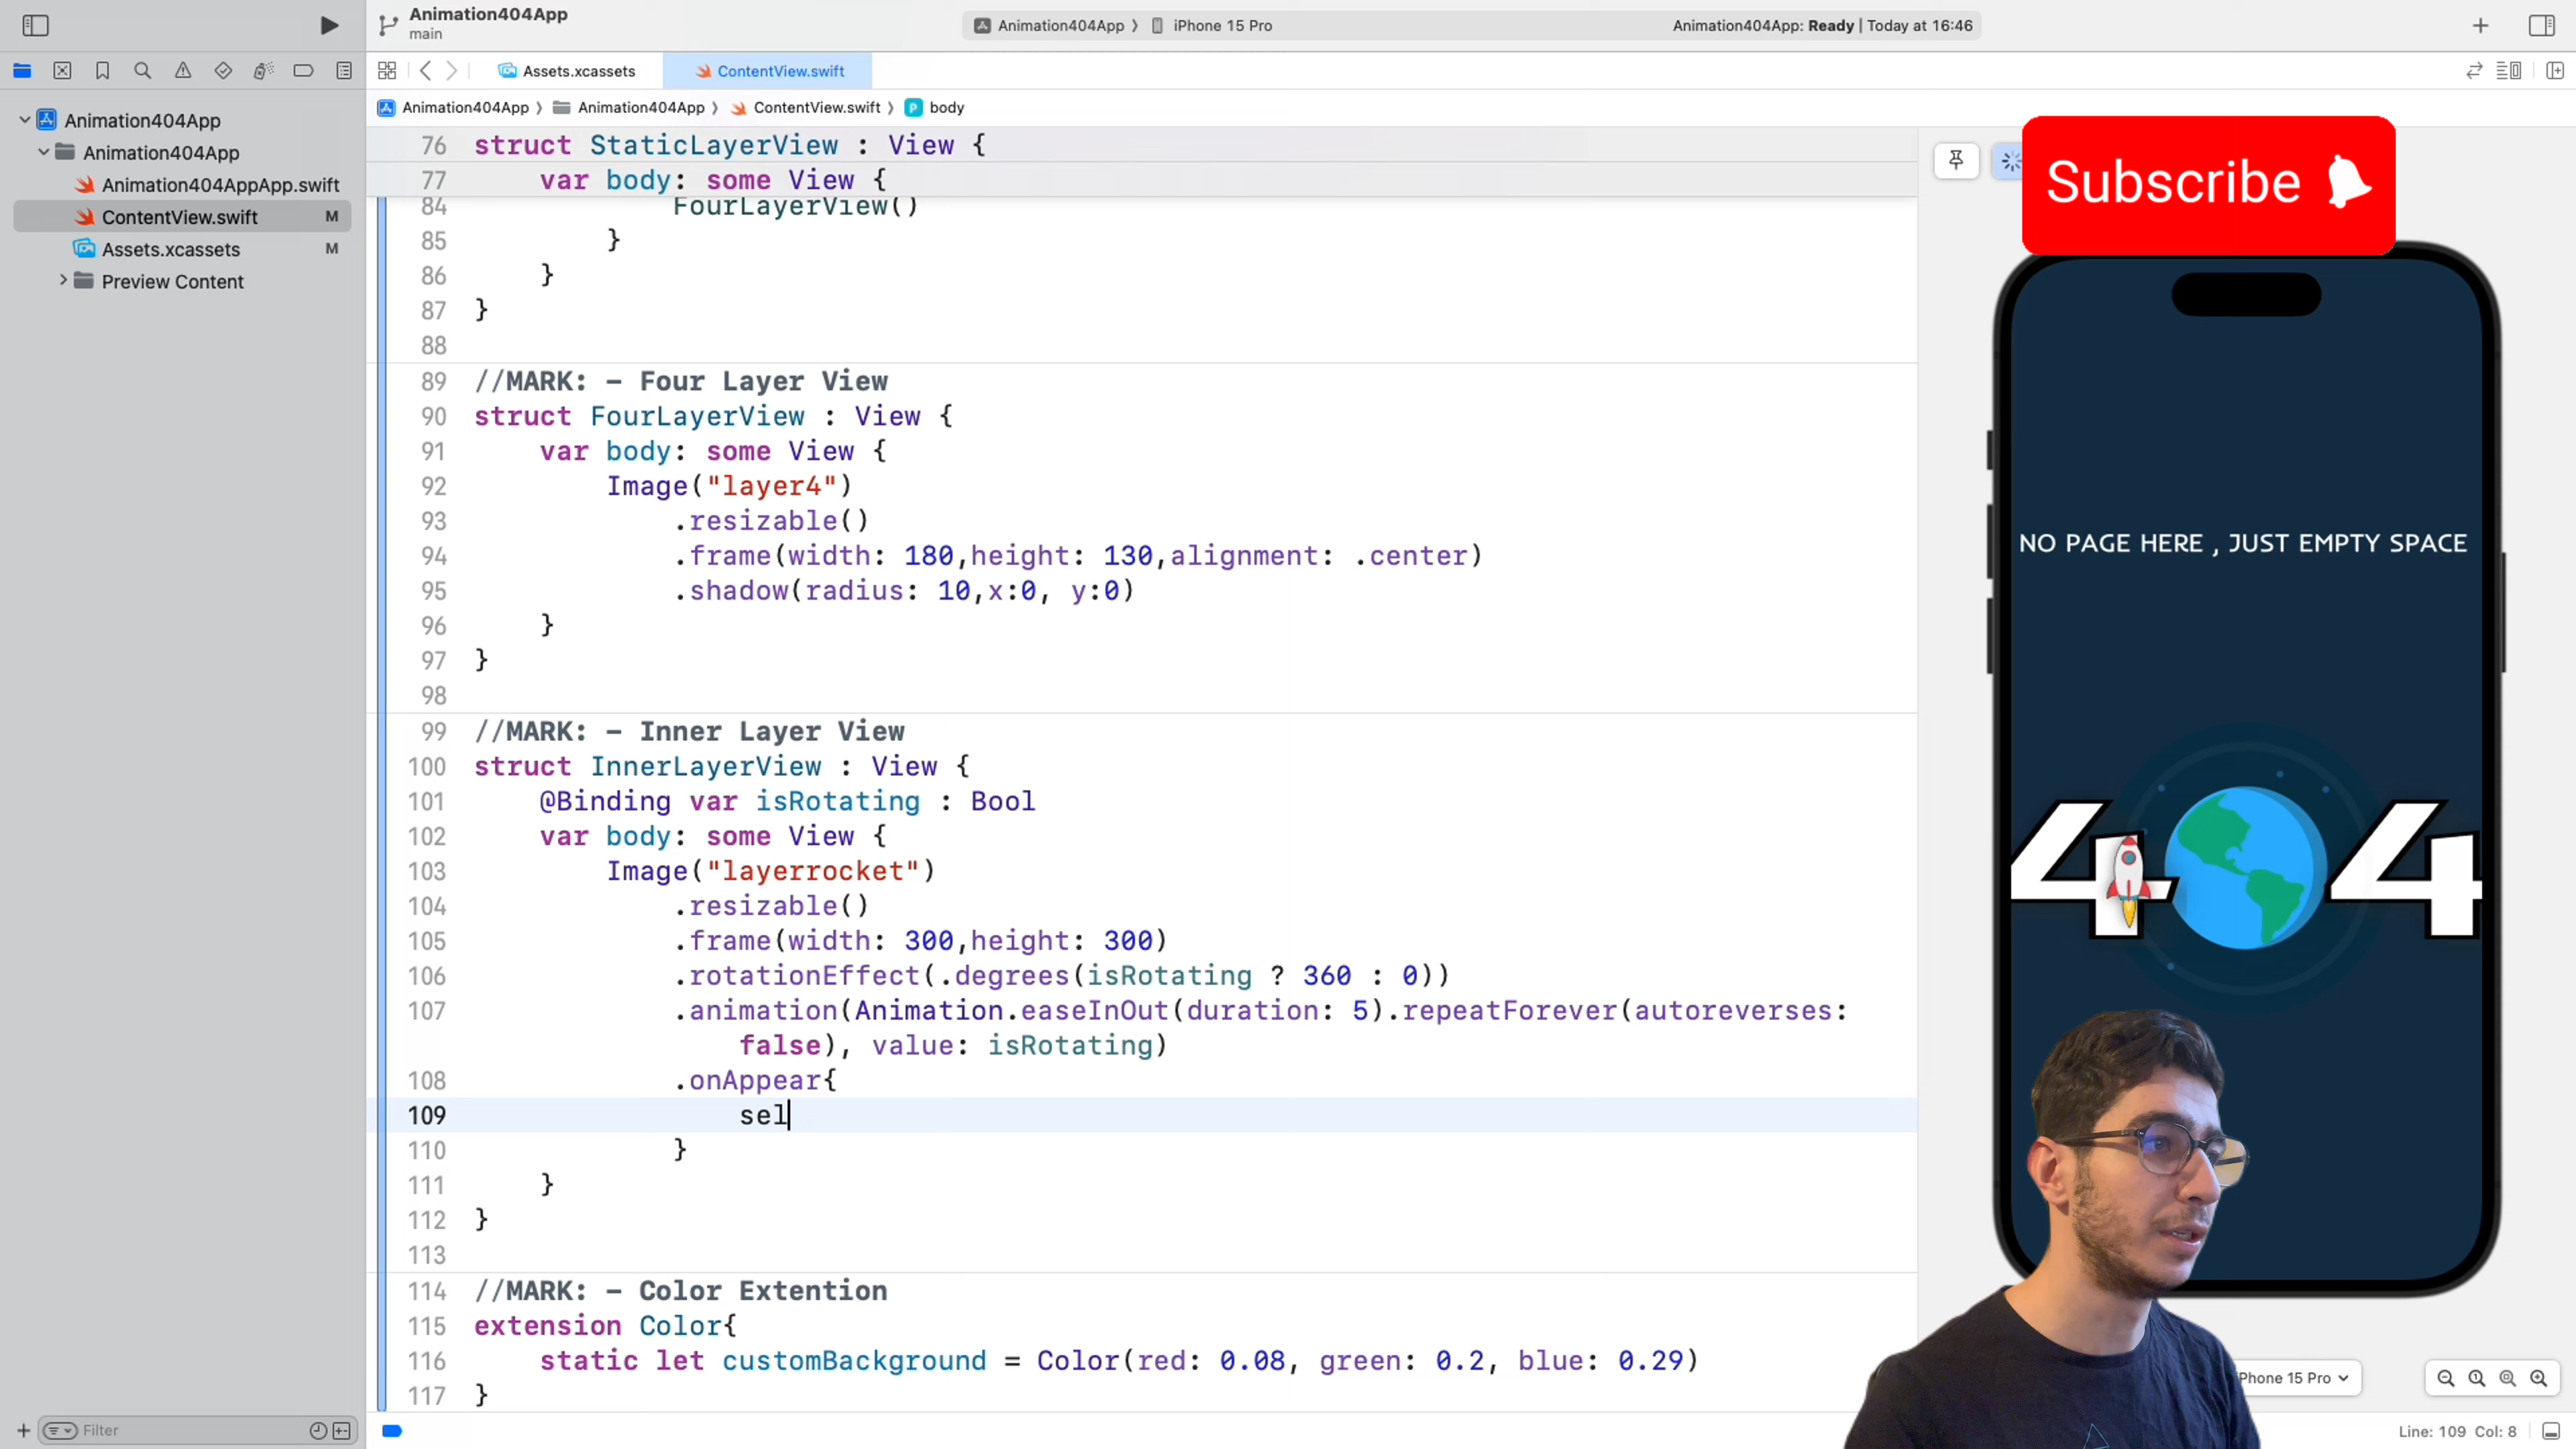 Animation404App
main
Animation404App
iPhone 15 Pro
Animation404App: Ready | Today at 16:46
Assets.xcassets
ContentView.swift
Animation404App
Animation404App
ContentView.swift
P
body
Animation404App
Animation404App
Animation404AppApp.swift
ContentView.swift
M
Assets.xcassets
M
Preview Content
76 struct StaticLayerView : View {
77 var body: some View {
84 FourLayerView()
85 }
86 }
87 }
88
89 //MARK: - Four Layer View
90 struct FourLayerView : View {
91 var body: some View {
92 Image("layer4")
93 .resizable()
94 .frame(width: 180,height: 130,alignment: .center)
95 .shadow(radius: 10,x:0, y:0)
96 }
97 }
98
99 //MARK: - Inner Layer View
100 struct InnerLayerView : View {
101 @Binding var isRotating : Bool
102 var body: some View {
103 Image("layerrocket")
104 .resizable()
105 .frame(width: 300,height: 300)
106 .rotationEffect(.degrees(isRotating ? 360 : 0))
107 .animation(Animation.easeInOut(duration: 5).repeatForever(autoreverses:
false), value: isRotating)
108 .onAppear{
109 sel
110 }
111 }
112 }
113
114 //MARK: - Color Extention
115 extension Color{
116 static let customBackground = Color(red: 0.08, green: 0.2, blue: 0.29)
117 }
Subscribe
NO PAGE HERE , JUST EMPTY SPACE
4 4
Phone 15 Pro
Filter
Line: 109 Col: 8